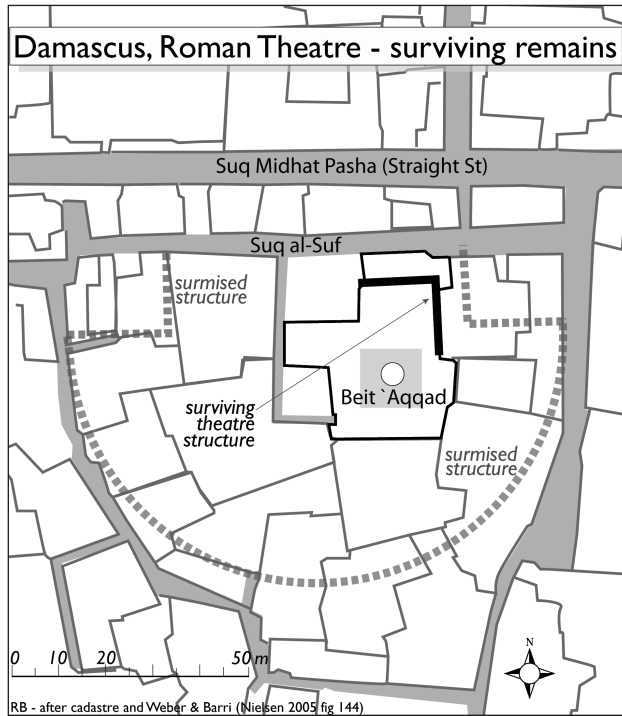 Damascus, Roman Theatre - surviving remains
Suq Midhat Pasha (Straight St)
Suq al-Suf
surmised
structure
Beit `Aqqad
surviving
theatre
structure
surmised
structure
N
0 10 20 50 m
RB - after cadastre and Weber & Barri (Nielsen 2005 fig 144)